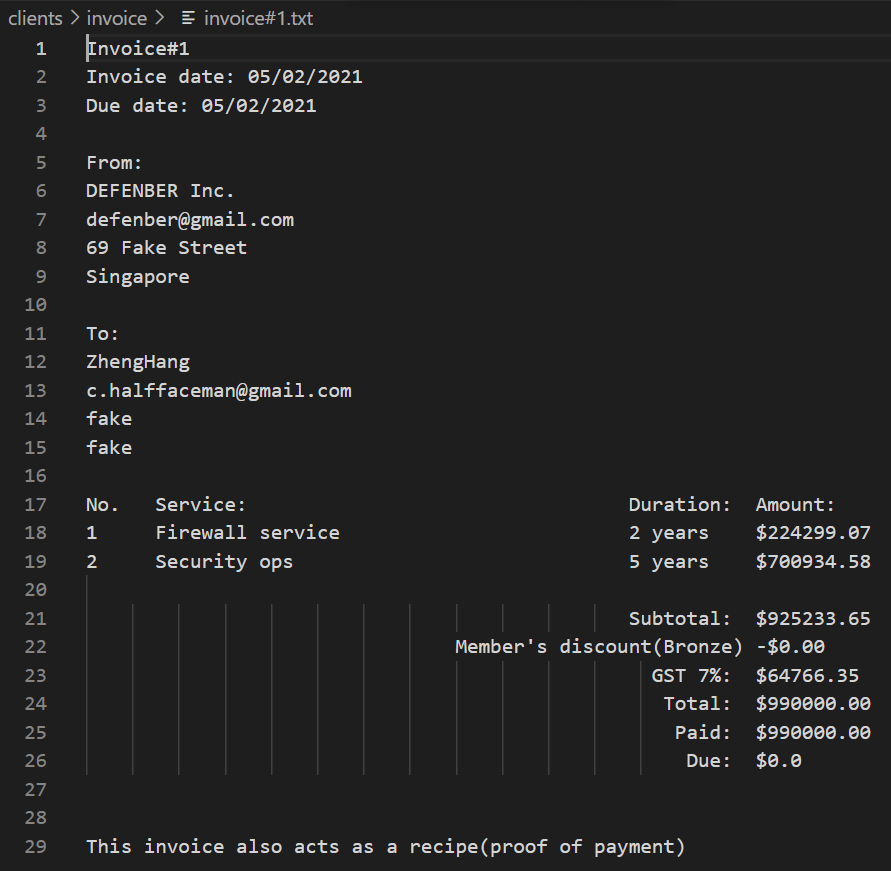 clients > invoice > invoice#1.txt
1 Invoice#1
2 Invoice date: 05/02/2021
3 Due date: 05/02/2021
4
5 From:
6 DEFENBER Inc.
7 defenber@gmail.com
8 69 Fake Street
9 Singapore
10
11 To:
12 ZhengHang
13 c.halffaceman@gmail.com
14 fake
15 fake
16
17 No. Service: Duration: Amount:
18 1 Firewall service 2 years $224299.07
19 2 Security ops 5 years $700934.58
20
21 Subtotal: $925233.65
22 Member's discount(Bronze) -$0.00
23 GST 7%: $64766.35
24 Total: $990000.00
25 Paid: $990000.00
26 Due: $0.0
27
28
29 This invoice also acts as a recipe(proof of payment)